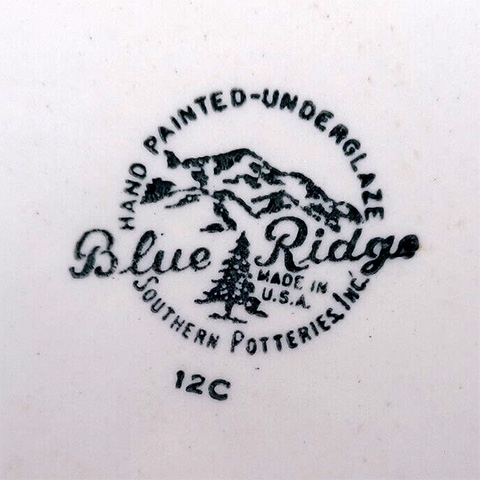 HAND PAINTED-UNDERGLAZE
Blue Ridge
MADE IN
U.S.A.
SOUTHERN POTTERIES, INC.
12C